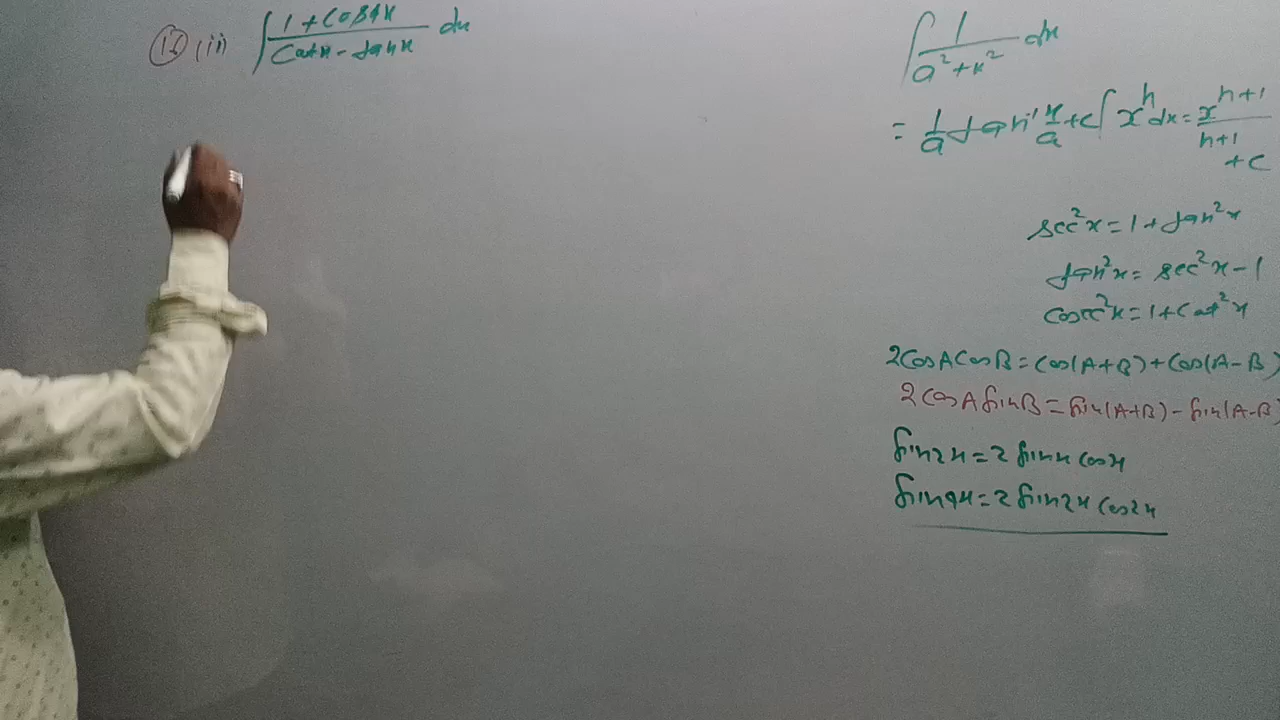 (13) (ii) ∫ (1 + Cos4x)/(Cotx - tanx) dx
∫ 1/(a² + x²) dx
= 1/a tan⁻¹ x/a + c ∫ xⁿ dx = xⁿ⁺¹/(n+1) + C
sec²x = 1 + tan²x
tan²x = sec²x - 1
cosec²x = 1 + Cot²x
2CosA CosB = Cos(A+B) + Cos(A-B)
2CosA SinB = Sin(A+B) - Sin(A-B)
Sin2x = 2 Sinx Cosx
Sin4x = 2 Sin2x Cos2x